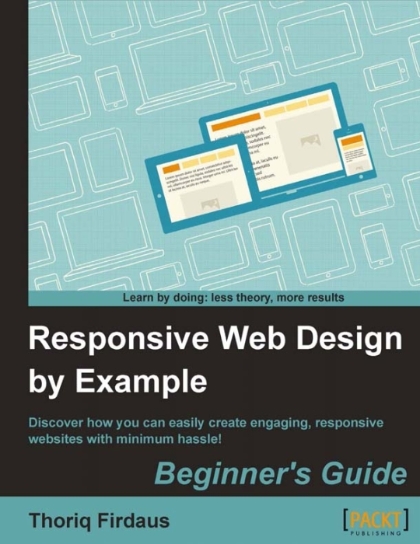 Learn by doing: less theory, more results
Responsive Web Design
by Example
Discover how you can easily create engaging, responsive
websites with minimum hassle!
Beginner's Guide
Thoriq Firdaus
[PACKT]
PUBLISHING